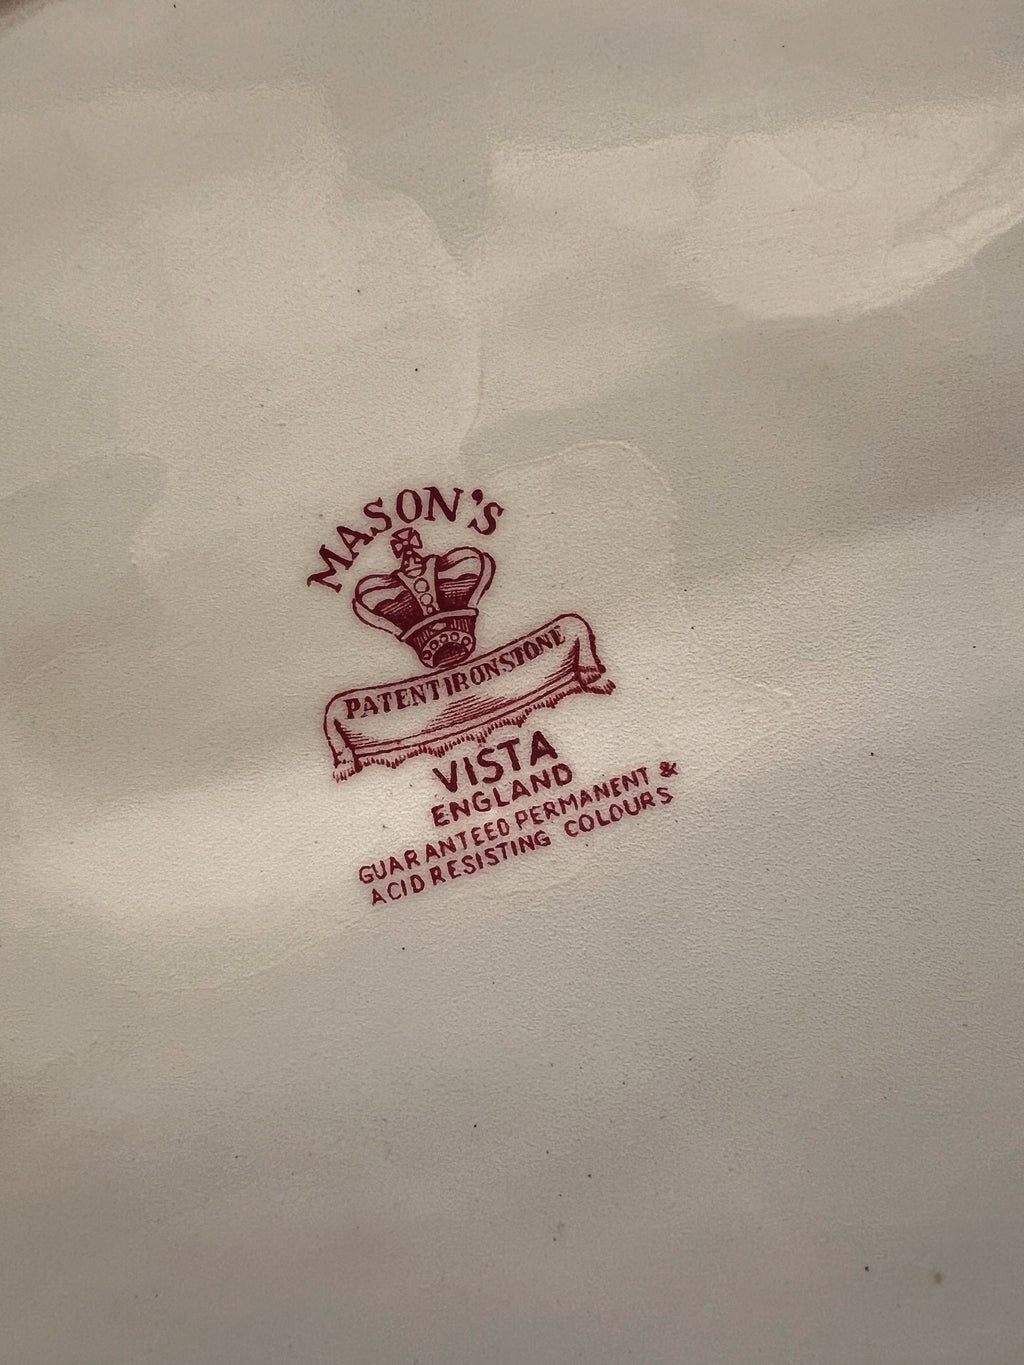 MASON'S
PATENT IRONSTONE
VISTA
ENGLAND
GUARANTEED PERMANENT &
ACID RESISTING COLOURS